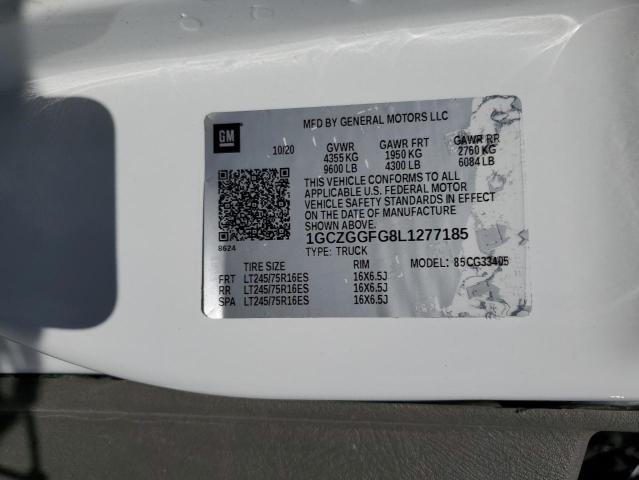 GM
MFD BY GENERAL MOTORS LLC
10/20 GVWR GAWR FRT GAWR RR
4355 KG 1950 KG 2760 KG
9600 LB 4300 LB 6084 LB
THIS VEHICLE CONFORMS TO ALL
APPLICABLE U.S. FEDERAL MOTOR
VEHICLE SAFETY STANDARDS IN EFFECT
ON THE DATE OF MANUFACTURE
SHOWN ABOVE.
8624
1GCZGGFG8L1277185
TYPE: TRUCK MODEL: 85CG33405
TIRE SIZE RIM
FRT LT245/75R16ES 16X6.5J
RR LT245/75R16ES 16X6.5J
SPA LT245/75R16ES 16X6.5J